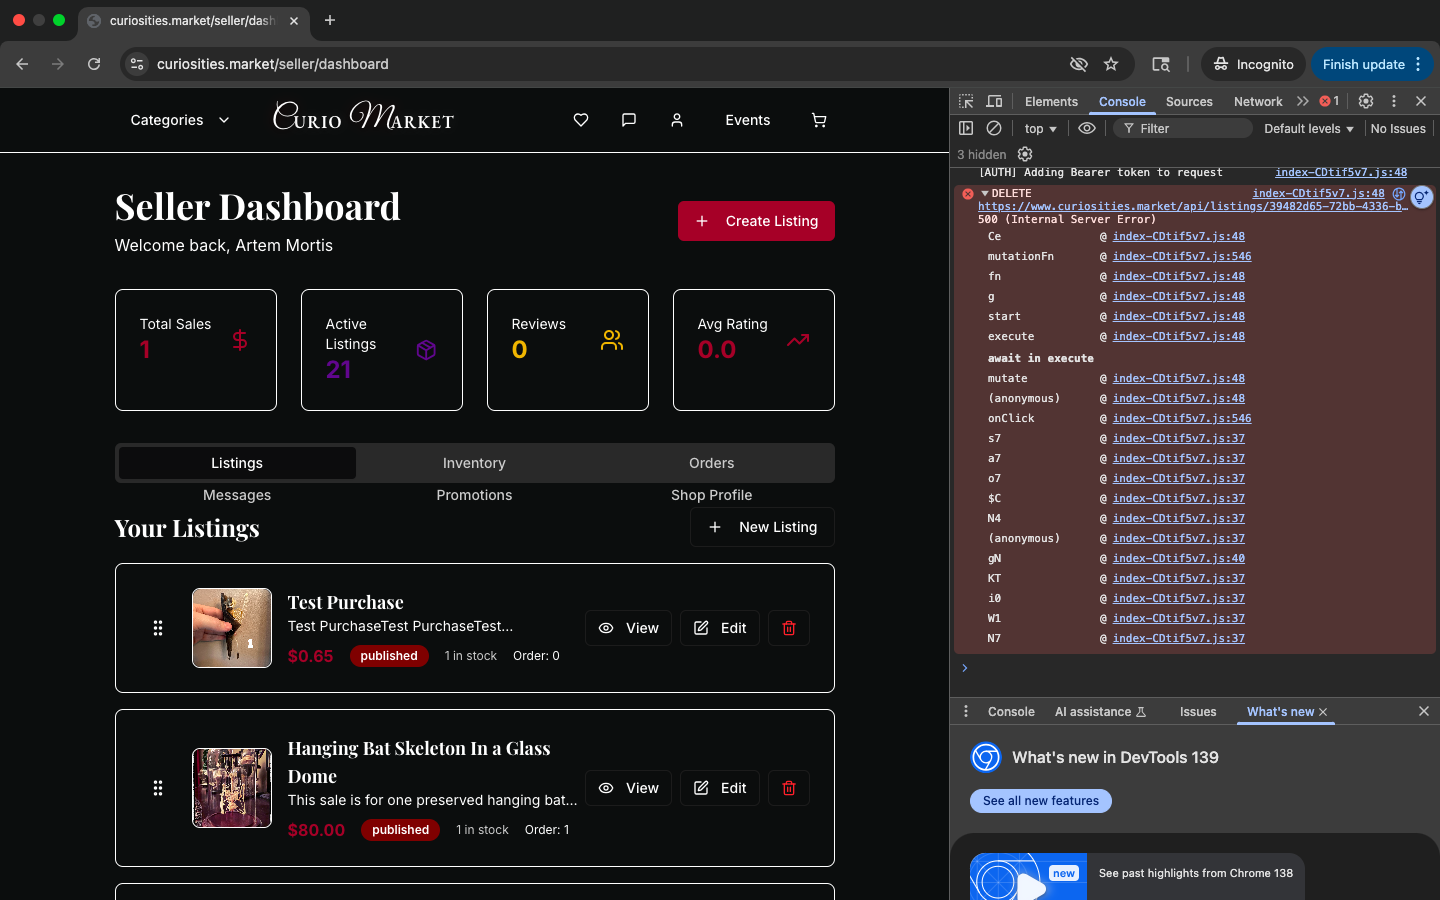 curiosities.market/seller/dash
curiosities.market/seller/dashboard
Incognito
Finish update
Categories
Curio Market
Events
Seller Dashboard
Welcome back, Artem Mortis
Create Listing
Total Sales
1
Active Listings
21
Reviews
0
Avg Rating
0.0
Listings
Inventory
Orders
Messages
Promotions
Shop Profile
Your Listings
New Listing
1
Test Purchase
Test PurchaseTest PurchaseTest...
$0.65
published
1 in stock
Order: 0
View
Edit
Hanging Bat Skeleton In a Glass
Dome
This sale is for one preserved hanging bat...
$80.00
published
1 in stock
Order: 1
View
Edit
Elements
Console
Sources
Network
1
top
Filter
Default levels
No Issues
3 hidden
[AUTH] Adding Bearer token to request index-CDtif5v7.js:48
DELETE index-CDtif5v7.js:48
https://www.curiosities.market/api/listings/39482d65-72bb-4336-b…
500 (Internal Server Error)
Ce @ index-CDtif5v7.js:48
mutationFn @ index-CDtif5v7.js:546
fn @ index-CDtif5v7.js:48
g @ index-CDtif5v7.js:48
start @ index-CDtif5v7.js:48
execute @ index-CDtif5v7.js:48
await in execute
mutate @ index-CDtif5v7.js:48
(anonymous) @ index-CDtif5v7.js:48
onClick @ index-CDtif5v7.js:546
s7 @ index-CDtif5v7.js:37
a7 @ index-CDtif5v7.js:37
o7 @ index-CDtif5v7.js:37
$C @ index-CDtif5v7.js:37
N4 @ index-CDtif5v7.js:37
(anonymous) @ index-CDtif5v7.js:37
gN @ index-CDtif5v7.js:40
KT @ index-CDtif5v7.js:37
i0 @ index-CDtif5v7.js:37
W1 @ index-CDtif5v7.js:37
N7 @ index-CDtif5v7.js:37
Console
AI assistance
Issues
What's new
What's new in DevTools 139
See all new features
new
See past highlights from Chrome 138